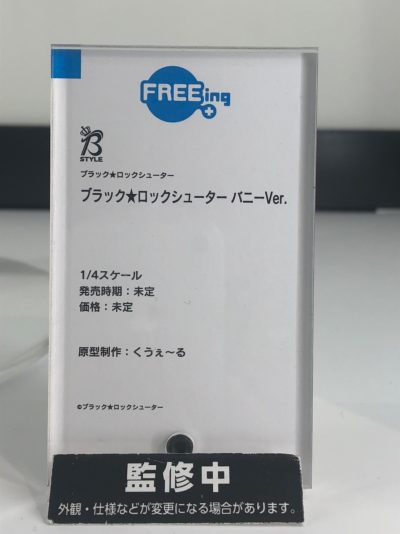 FREEing
B
STYLE
ブラック★ロックシューター
ブラック★ロックシューター バニーVer.
1/4スケール
発売時期：未定
価格：未定
原型制作：くうぇ〜る
©ブラック★ロックシューター
監修中
外観・仕様などが変更になる場合があります。